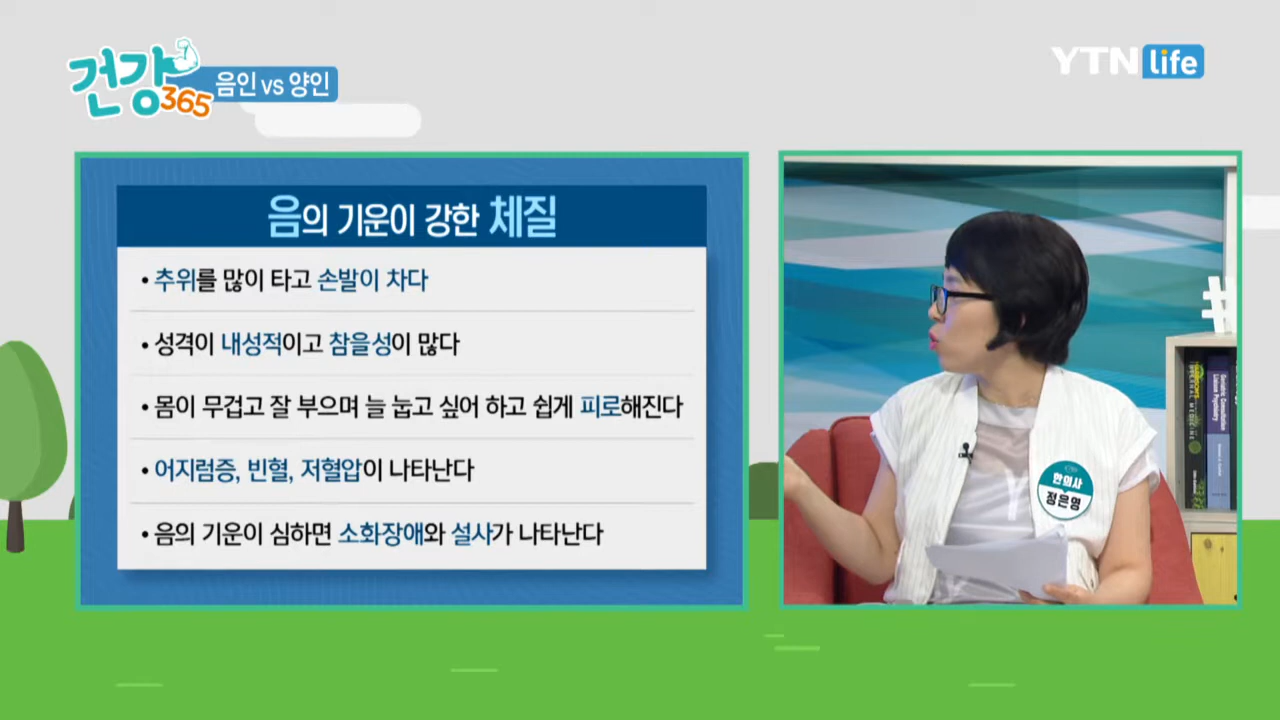 건강 365
음인 vs 양인
YTN life
음의 기운이 강한 체질
• 추위를 많이 타고 손발이 차다
• 성격이 내성적이고 참을성이 많다
• 몸이 무겁고 잘 부으며 늘 눕고 싶어 하고 쉽게 피로해진다
• 어지럼증, 빈혈, 저혈압이 나타난다
• 음의 기운이 심하면 소화장애와 설사가 나타난다
#
한의사
정은영